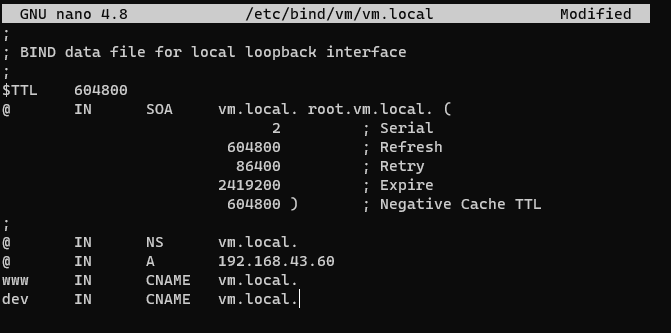 GNU nano 4.8 /etc/bind/vm/vm.local Modified
;
; BIND data file for local loopback interface
;
$TTL 604800
@ IN SOA vm.local. root.vm.local. (
2 ; Serial
604800 ; Refresh
86400 ; Retry
2419200 ; Expire
604800 ) ; Negative Cache TTL
;
@ IN NS vm.local.
@ IN A 192.168.43.60
www IN CNAME vm.local.
dev IN CNAME vm.local.